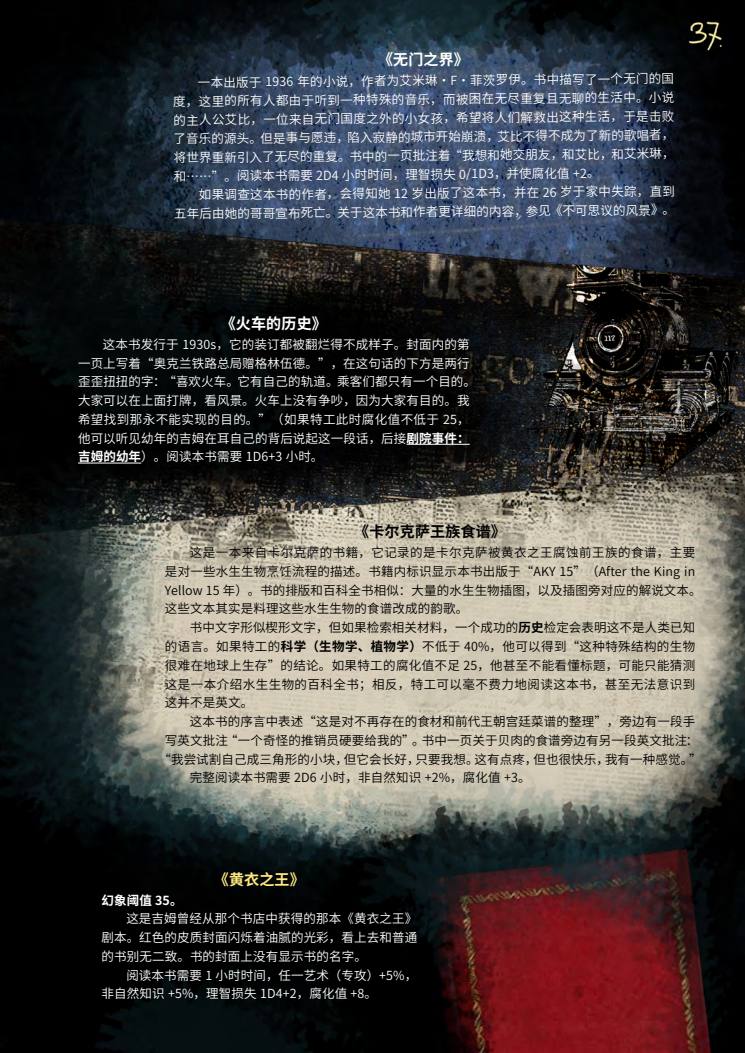 37.
《无门之界》
一本出版于 1936 年的小说，作者为艾米琳·F·菲茨罗伊。书中描写了一个无门的国
度，这里的所有人都由于听到一种特殊的音乐，而被困在无尽重复且无聊的生活中。小说
的主人公艾比，一位来自无门国度之外的小女孩，希望将人们解救出这种生活，于是击败
了音乐的源头。但是事与愿违，陷入寂静的城市开始崩溃，艾比不得不成为了新的歌唱者，
将世界重新引入了无尽的重复。书中的一页批注着“我想和她交朋友，和艾比，和艾米琳，
和……”。阅读本书需要 2D4 小时时间，理智损失 0/1D3，并使腐化值 +2。
如果调查这本书的作者，会得知她 12 岁出版了这本书，并在 26 岁于家中失踪，直到
五年后由她的哥哥宣布死亡。关于这本书和作者更详细的内容，参见《不可思议的风景》。
《火车的历史》
这本书发行于 1930s，它的装订都被翻烂得不成样子。封面内的第
一页上写着“奥克兰铁路总局赠格林伍德。”，在这句话的下方是两行
歪歪扭扭的字：“喜欢火车。它有自己的轨道。乘客们都只有一个目的。
大家可以在上面打牌，看风景。火车上没有争吵，因为大家有目的。我
希望找到那永不能实现的目的。”（如果特工此时腐化值不低于 25，
他可以听见幼年的吉姆在耳自己的背后说起这一段话，后接剧院事件：
吉姆的幼年）。阅读本书需要 1D6+3 小时。
117
《卡尔克萨王族食谱》
这是一本来自卡尔克萨的书籍，它记录的是卡尔克萨被黄衣之王腐蚀前王族的食谱，主要
是对一些水生生物烹饪流程的描述。书籍内标识显示本书出版于“AKY 15”（After the King in
Yellow 15 年）。书的排版和百科全书相似：大量的水生生物插图，以及插图旁对应的解说文本。
这些文本其实是料理这些水生生物的食谱改成的韵歌。
书中文字形似楔形文字，但如果检索相关材料，一个成功的历史检定会表明这不是人类已知
的语言。如果特工的科学（生物学、植物学）不低于 40%，他可以得到“这种特殊结构的生物
很难在地球上生存”的结论。如果特工的腐化值不足 25，他甚至不能看懂标题，可能只能猜测
这是一本介绍水生生物的百科全书；相反，特工可以毫不费力地阅读这本书，甚至无法意识到
这并不是英文。
这本书的序言中表述“这是对不再存在的食材和前代王朝宫廷菜谱的整理”，旁边有一段手
写英文批注“一个奇怪的推销员硬要给我的”。书中一页关于贝肉的食谱旁边有另一段英文批注：
“我尝试割自己成三角形的小块，但它会长好，只要我想。这有点疼，但也很快乐，我有一种感觉。”
完整阅读本书需要 2D6 小时，非自然知识 +2%，腐化值 +3。
《黄衣之王》
幻象阈值 35。
这是吉姆曾经从那个书店中获得的那本《黄衣之王》
剧本。红色的皮质封面闪烁着油腻的光彩，看上去和普通
的书别无二致。书的封面上没有显示书的名字。
阅读本书需要 1 小时时间，任一艺术（专攻）+5%，
非自然知识 +5%，理智损失 1D4+2，腐化值 +8。